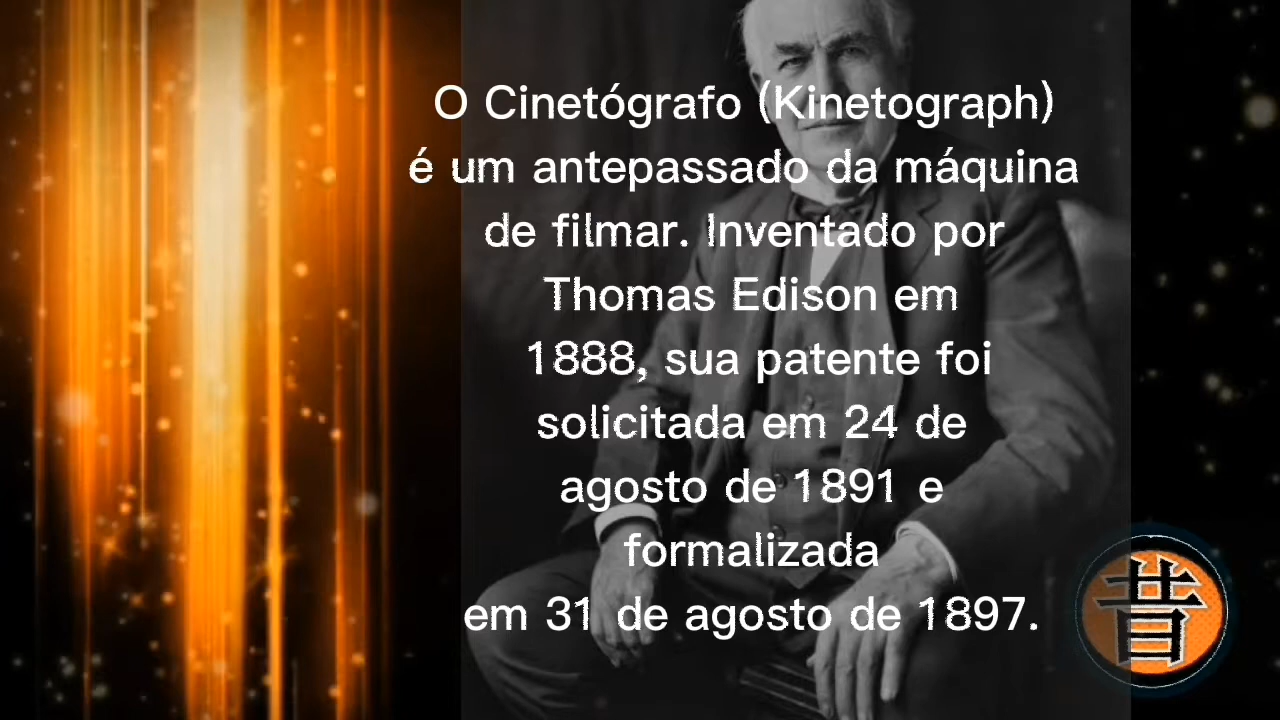 O Cinetógrafo (Kinetograph)
é um antepassado da máquina
de filmar. Inventado por
Thomas Edison em
1888, sua patente foi
solicitada em 24 de
agosto de 1891 e
formalizada
em 31 de agosto de 1897.
昔